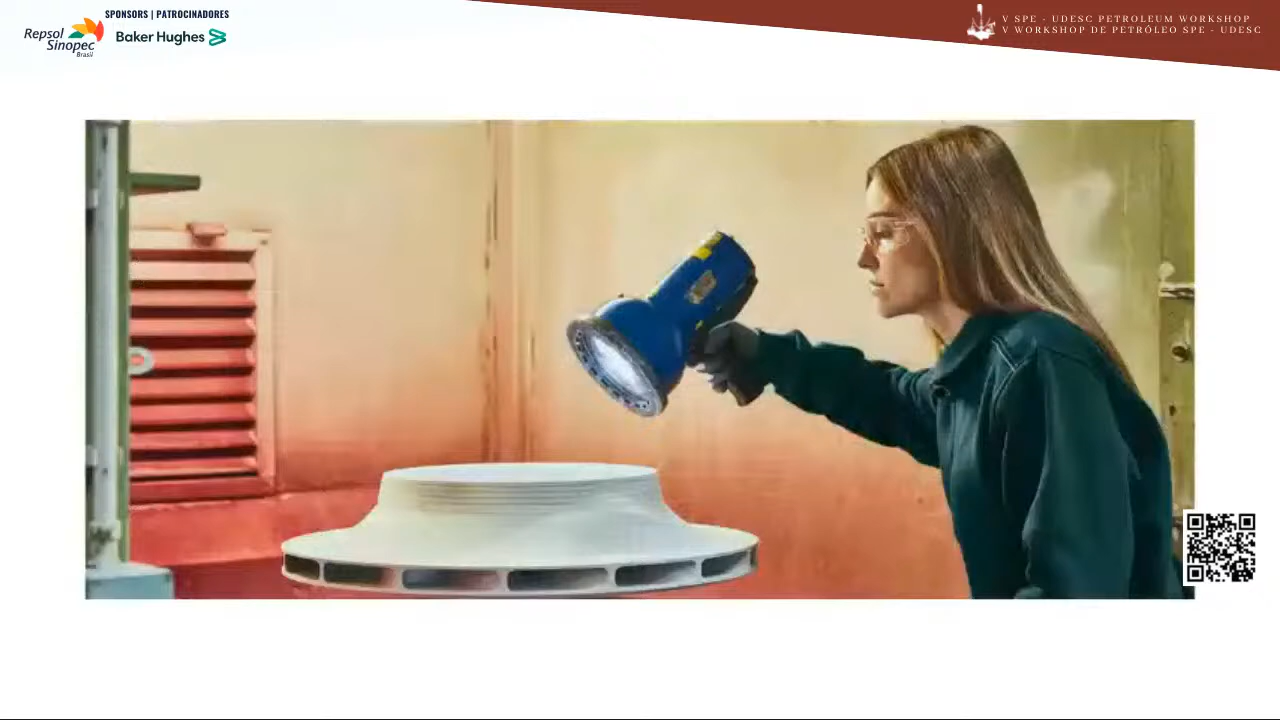 SPONSORS | PATROCINADORES
Repsol
Sinopec
Brasil
Baker Hughes
V SPE - UDESC PETROLEUM WORKSHOP
V WORKSHOP DE PETRÓLEO SPE - UDESC